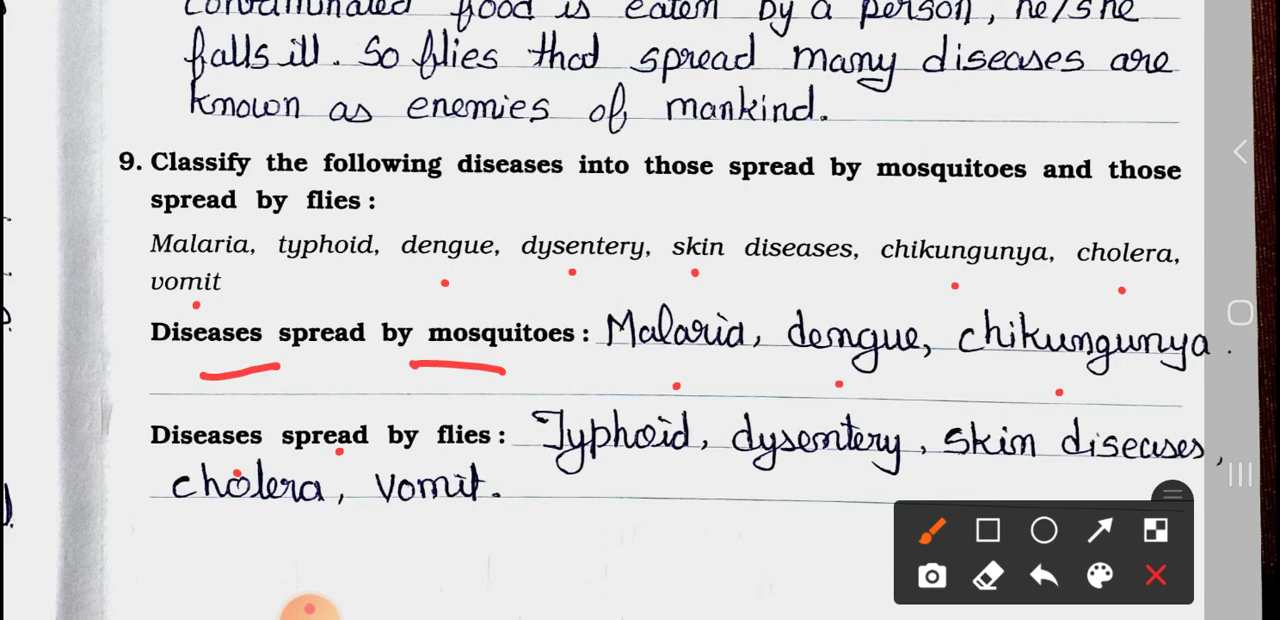 contaminated food is eaten by a person, he/she
falls ill. So flies that spread many diseases are
known as enemies of mankind.
9. Classify the following diseases into those spread by mosquitoes and those
spread by flies :
Malaria, typhoid, dengue, dysentery, skin diseases, chikungunya, cholera,
vomit
Diseases spread by mosquitoes : Malaria, dengue, chikungunya.
Diseases spread by flies : Typhoid, dysentery, skin diseases,
cholera, vomit.